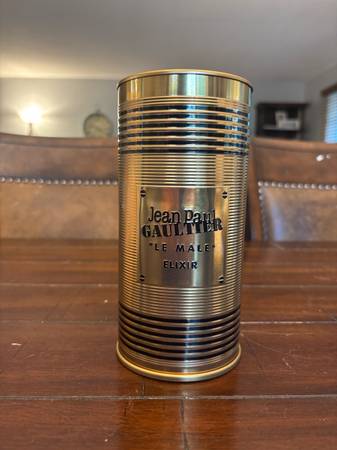 Jean Paul
GAULTIER
"LE MALE"
ELIXIR